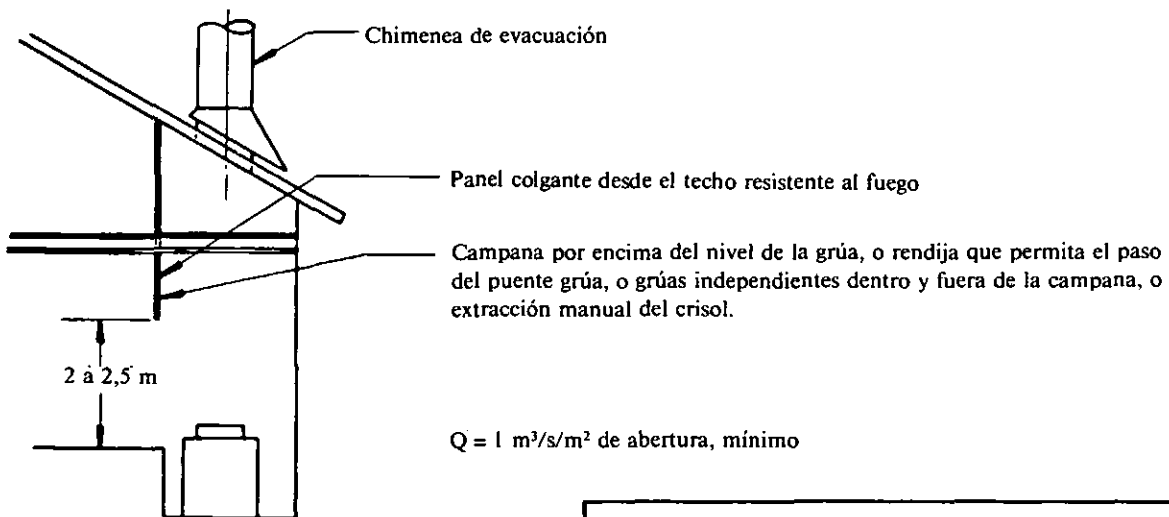 Chimenea de evacuación
Panel colgante desde el techo resistente al fuego
Campana por encima del nivel de la grúa, o rendija que permita el paso
del puente grúa, o grúas independientes dentro y fuera de la campana, o
extracción manual del crisol.
2 a 2,5 m
Q = 1 m³/s/m² de abertura, mínimo